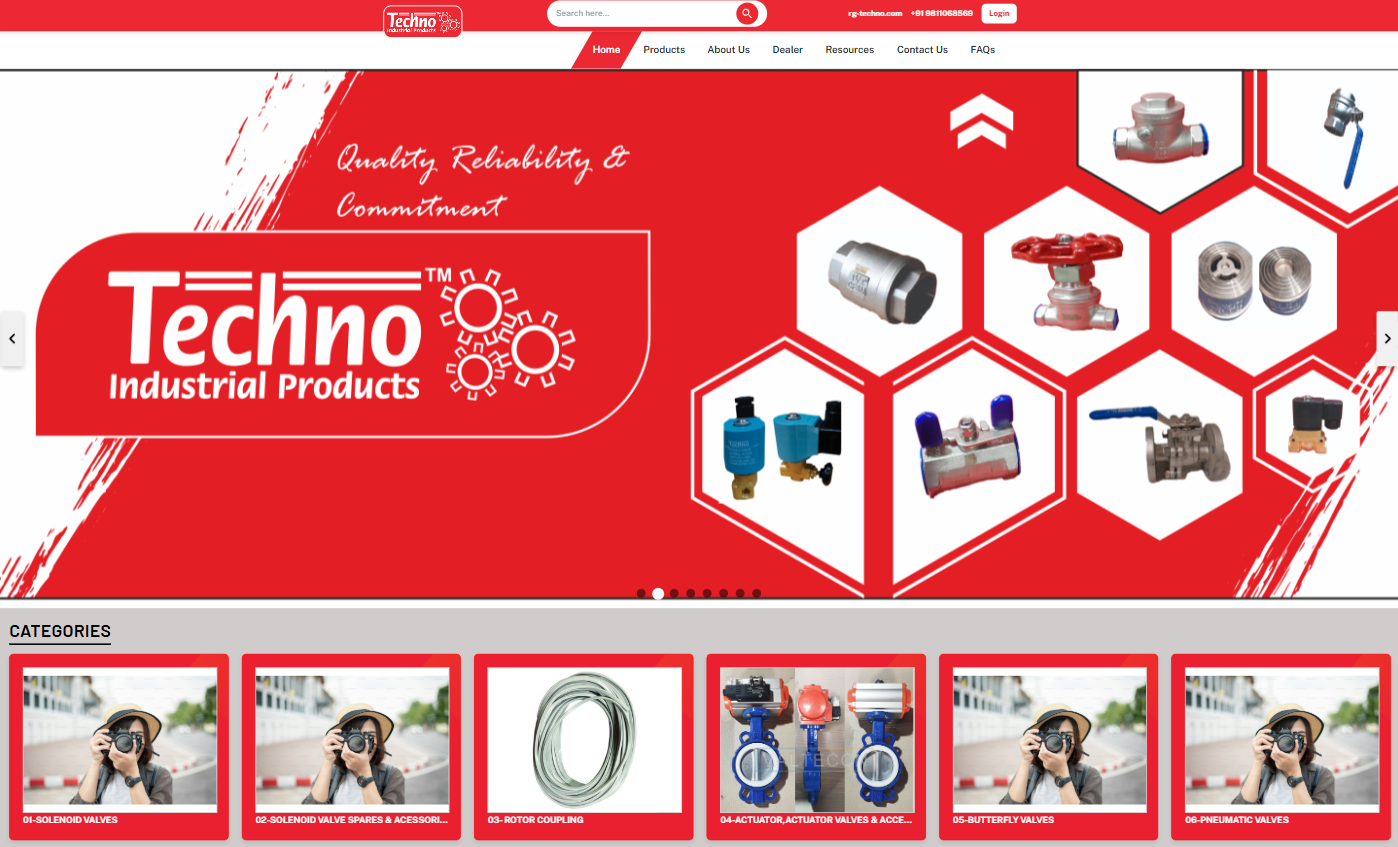 Techno
Industrial Products
Search here...
rg-techno.com
+91 9811068569
Login
Home
Products
About Us
Dealer
Resources
Contact Us
FAQs
Quality Reliability &
Commitment
Techno™
Industrial Products
CATEGORIES
01-SOLENOID VALVES
02-SOLENOID VALVE SPARES & ACESSORI...
03- ROTOR COUPLING
04-ACTUATOR,ACTUATOR VALVES & ACCE...
05-BUTTERFLY VALVES
06-PNEUMATIC VALVES